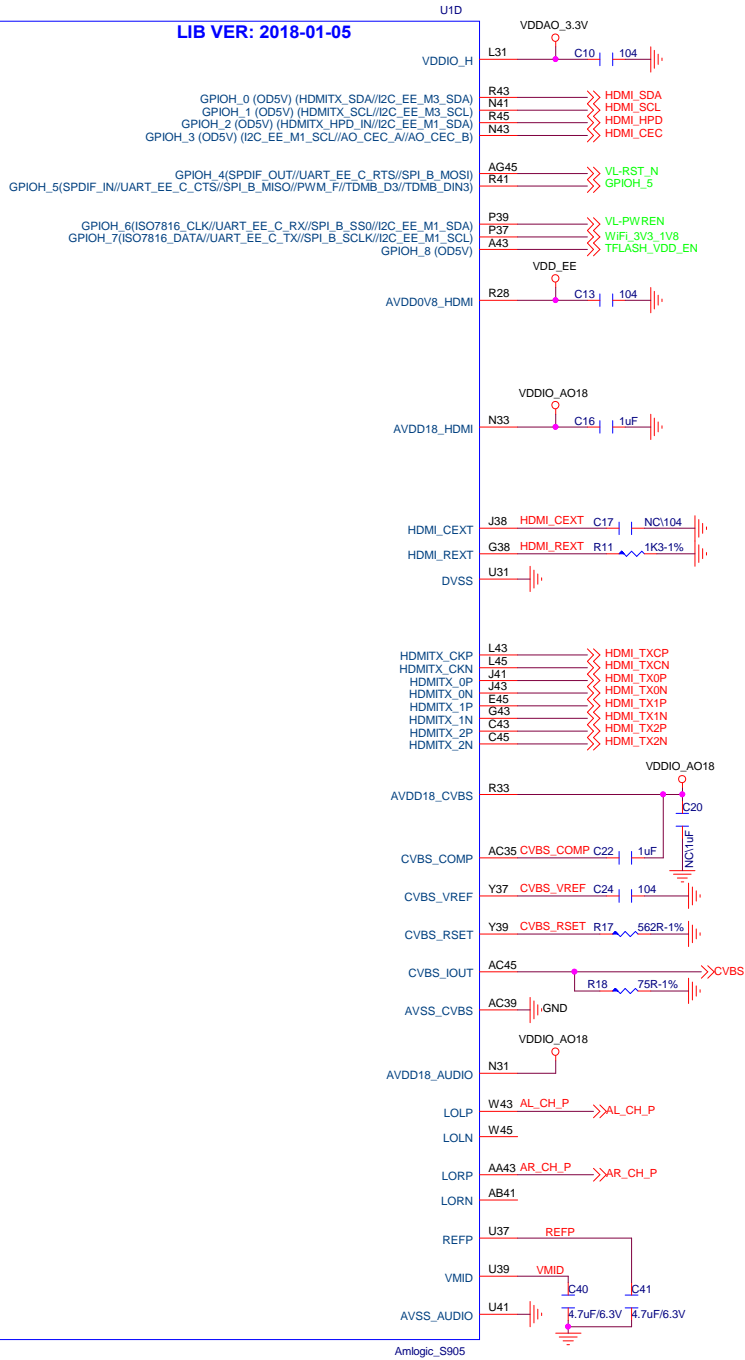 U1D
LIB VER: 2018-01-05
VDDAO_3.3V
VDDIO_H L31 C10 104
GPIOH_0 (OD5V) (HDMITX_SDA//I2C_EE_M3_SDA) R43 HDMI_SDA
GPIOH_1 (OD5V) (HDMITX_SCL//I2C_EE_M3_SCL) N41 HDMI_SCL
GPIOH_2 (OD5V) (HDMITX_HPD_IN//I2C_EE_M1_SDA) R45 HDMI_HPD
GPIOH_3 (OD5V) (I2C_EE_M1_SCL//AO_CEC_A//AO_CEC_B) N43 HDMI_CEC
GPIOH_4(SPDIF_OUT//UART_EE_C_RTS//SPI_B_MOSI) AG45 VL-RST_N
GPIOH_5(SPDIF_IN//UART_EE_C_CTS//SPI_B_MISO//PWM_F//TDMB_D3//TDMB_DIN3) R41 GPIOH_5
GPIOH_6(ISO7816_CLK//UART_EE_C_RX//SPI_B_SS0//I2C_EE_M1_SDA) P39 VL-PWREN
GPIOH_7(ISO7816_DATA//UART_EE_C_TX//SPI_B_SCLK//I2C_EE_M1_SCL) P37 WiFi_3V3_1V8
GPIOH_8 (OD5V) A43 TFLASH_VDD_EN
VDD_EE
AVDD0V8_HDMI R28 C13 104
VDDIO_AO18
AVDD18_HDMI N33 C16 1uF
HDMI_CEXT J38 HDMI_CEXT C17 NC\104
HDMI_REXT G38 HDMI_REXT R11 1K3-1%
DVSS U31
HDMITX_CKP L43 HDMI_TXCP
HDMITX_CKN L45 HDMI_TXCN
HDMITX_0P J41 HDMI_TX0P
HDMITX_0N J43 HDMI_TX0N
HDMITX_1P E45 HDMI_TX1P
HDMITX_1N G43 HDMI_TX1N
HDMITX_2P C43 HDMI_TX2P
HDMITX_2N C45 HDMI_TX2N
VDDIO_AO18
AVDD18_CVBS R33
C20
NC\1uF
CVBS_COMP AC35 CVBS_COMP C22 1uF
CVBS_VREF Y37 CVBS_VREF C24 104
CVBS_RSET Y39 CVBS_RSET R17 562R-1%
CVBS_IOUT AC45 CVBS
R18 75R-1%
AVSS_CVBS AC39 GND
VDDIO_AO18
AVDD18_AUDIO N31
LOLP W43 AL_CH_P AL_CH_P
LOLN W45
LORP AA43 AR_CH_P AR_CH_P
LORN AB41
REFP U37 REFP
VMID U39 VMID
C40 C41
4.7uF/6.3V 4.7uF/6.3V
AVSS_AUDIO U41
Amlogic_S905